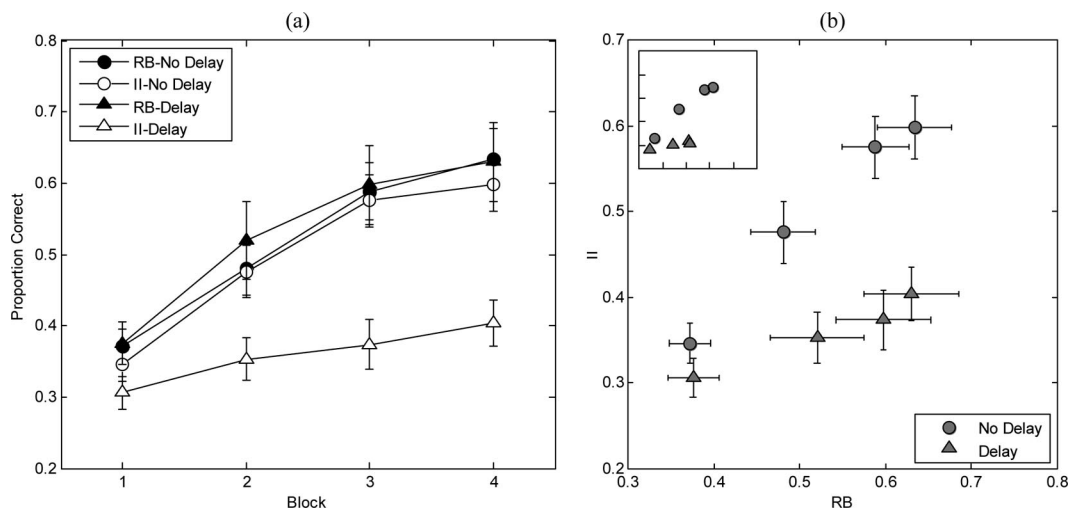 (a)
0.8
0.7
0.6
0.5
0.4
0.3
0.2
Proportion Correct
RB-No Delay
II-No Delay
RB-Delay
II-Delay
1
2
3
4
Block
(b)
0.7
0.6
0.5
0.4
0.3
0.2
II
No Delay
Delay
0.3
0.4
0.5
0.6
0.7
0.8
RB